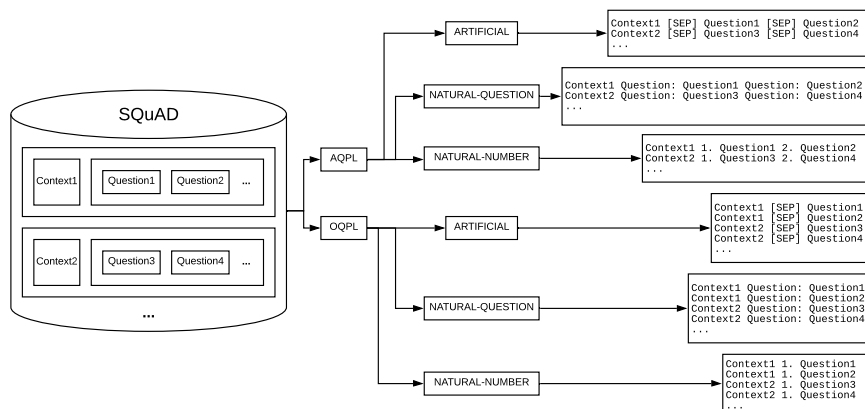 SQuAD
Context1
Question1
Question2
...
Context2
Question3
Question4
...
...
AQPL
OQPL
ARTIFICIAL
Context1 [SEP] Question1 [SEP] Question2
Context2 [SEP] Question3 [SEP] Question4
...
NATURAL-QUESTION
Context1 Question: Question1 Question: Question2
Context2 Question: Question3 Question: Question4
...
NATURAL-NUMBER
Context1 1. Question1 2. Question2
Context2 1. Question3 2. Question4
...
ARTIFICIAL
Context1 [SEP] Question1
Context1 [SEP] Question2
Context2 [SEP] Question3
Context2 [SEP] Question4
...
NATURAL-QUESTION
Context1 Question: Question1
Context1 Question: Question2
Context2 Question: Question3
Context2 Question: Question4
...
NATURAL-NUMBER
Context1 1. Question1
Context1 1. Question2
Context2 1. Question3
Context2 1. Question4
...